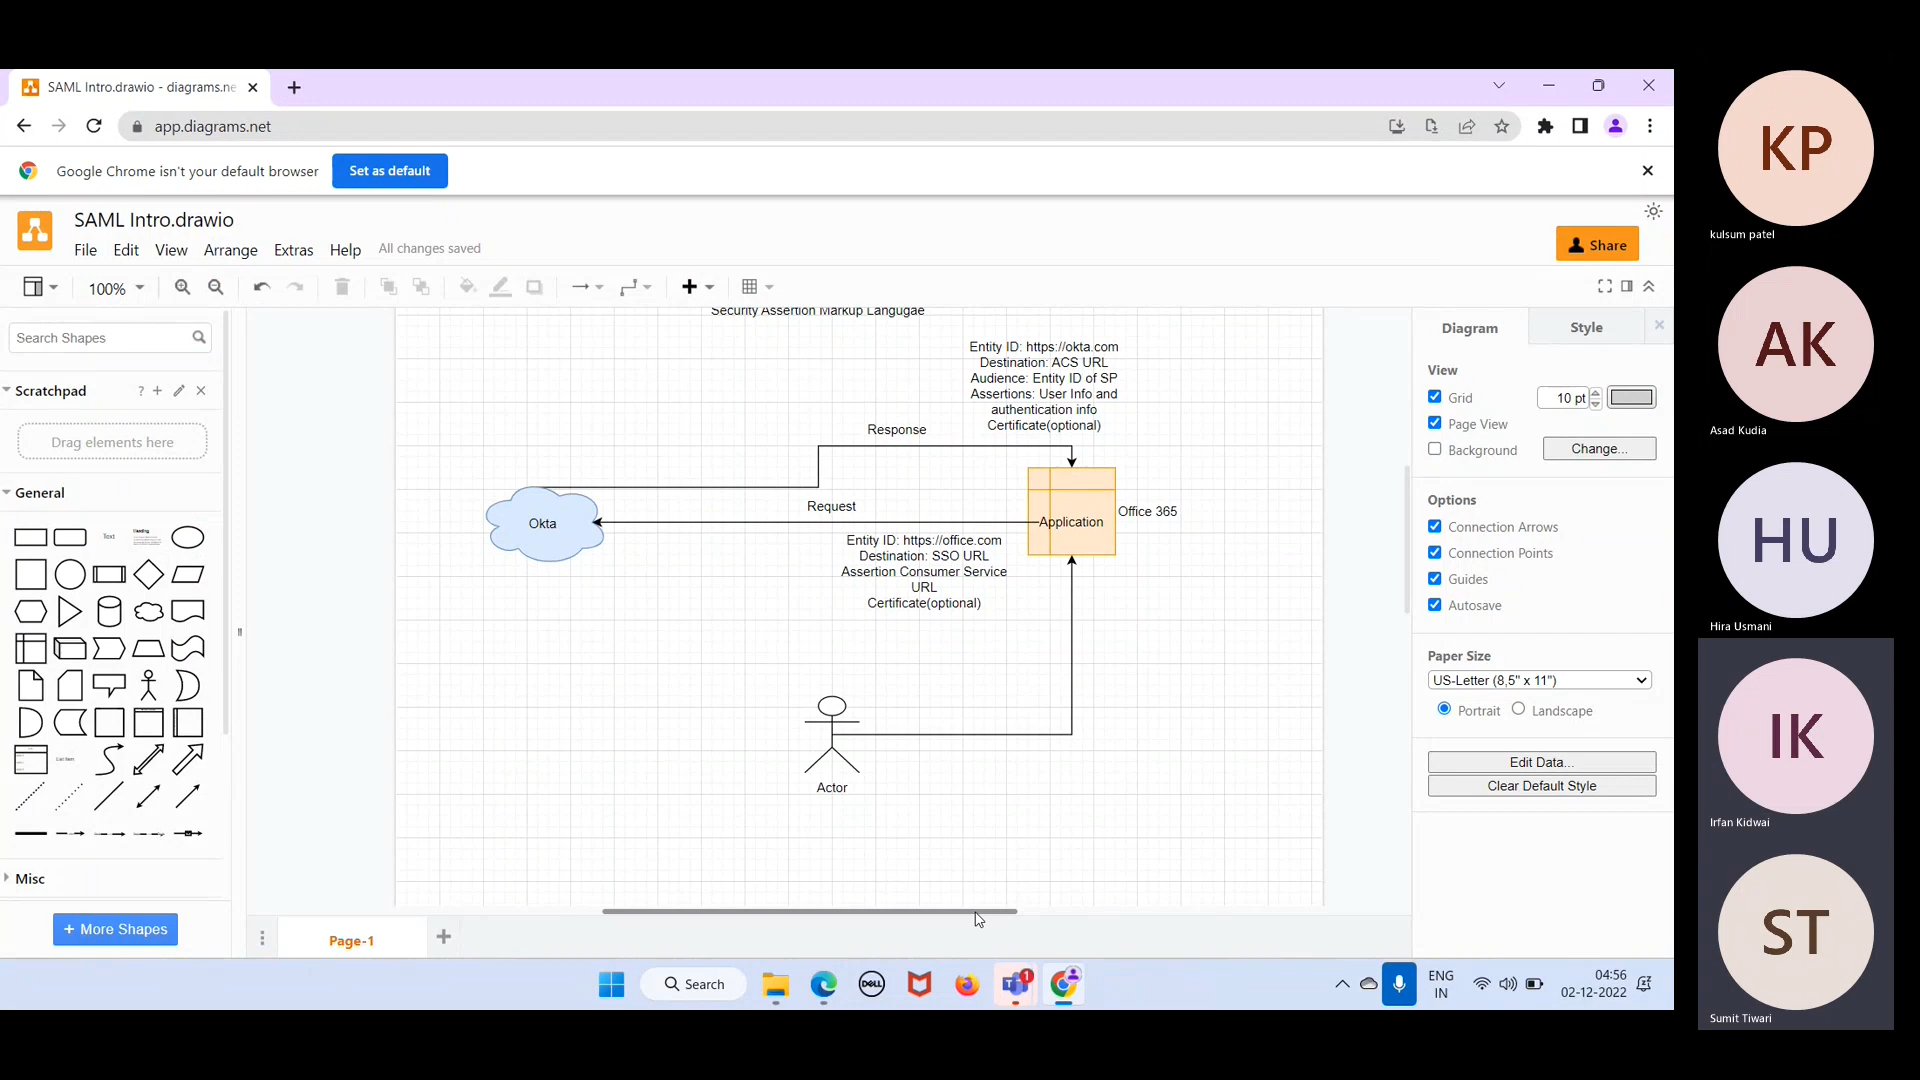 SAML Intro.drawio - diagrams.ne
app.diagrams.net
Google Chrome isn't your default browser
Set as default
SAML Intro.drawio
File Edit View Arrange Extras Help All changes saved
Share
100%
Search Shapes
Scratchpad
?
Drag elements here
General
Text
Heading
List Item
Misc
+ More Shapes
Security Assertion Markup Langugae
Entity ID: https://okta.com
Destination: ACS URL
Audience: Entity ID of SP
Assertions: User Info and
authentication info
Certificate(optional)
Response
Okta
Request
Application
Office 365
Entity ID: https://office.com
Destination: SSO URL
Assertion Consumer Service
URL
Certificate(optional)
Actor
Page-1
Diagram
Style
View
Grid
10 pt
Page View
Background
Change...
Options
Connection Arrows
Connection Points
Guides
Autosave
Paper Size
US-Letter (8,5" x 11")
Portrait
Landscape
Edit Data...
Clear Default Style
Search
DELL
1
ENG
IN
04:56
02-12-2022
KP
kulsum patel
AK
Asad Kudia
HU
Hira Usmani
IK
Irfan Kidwai
ST
Sumit Tiwari